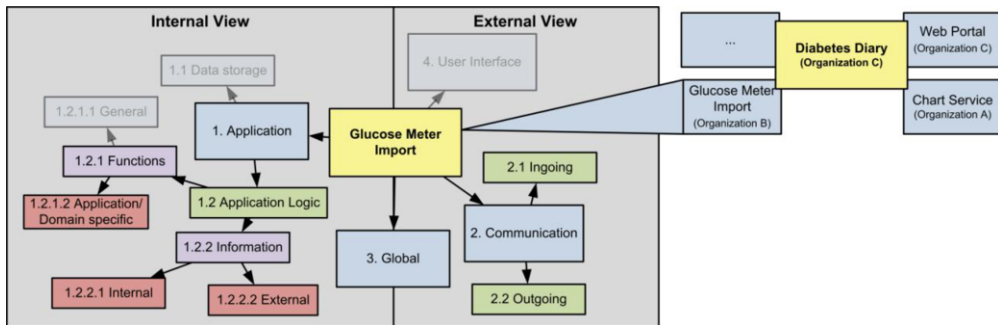 Internal View
External View
1.1 Data storage
4. User Interface
1.2.1.1 General
1. Application
Glucose Meter
Import
1.2.1 Functions
2.1 Ingoing
1.2.1.2 Application/
Domain specific
1.2 Application Logic
1.2.2 Information
3. Global
2. Communication
1.2.2.1 Internal
1.2.2.2 External
2.2 Outgoing
...
Diabetes Diary
(Organization C)
Web Portal
(Organization C)
Glucose Meter
Import
(Organization B)
Chart Service
(Organization A)